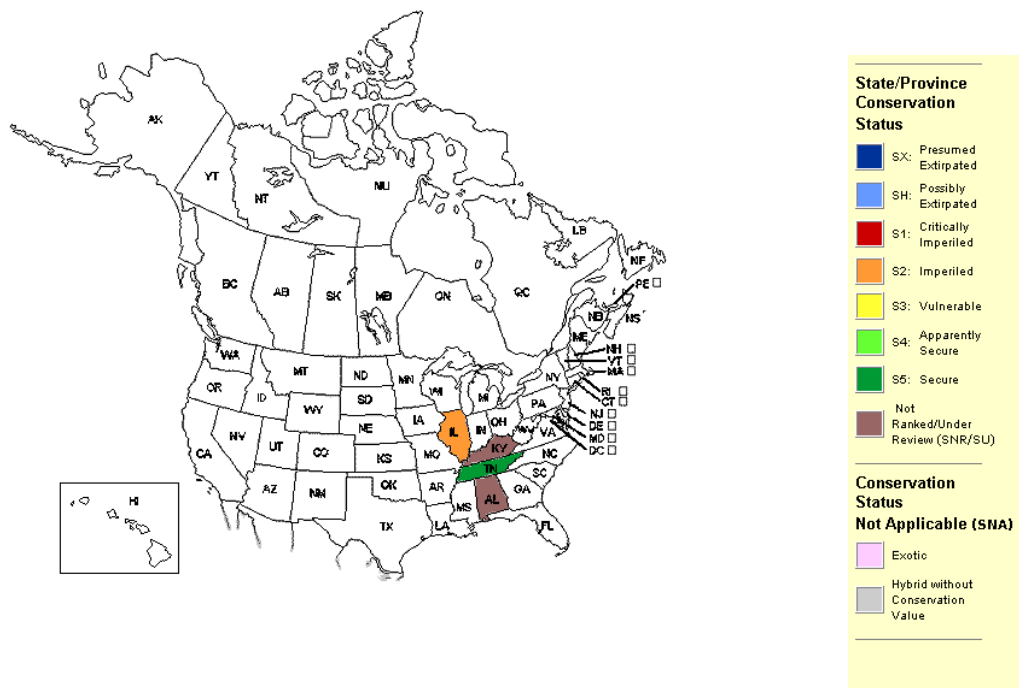 AK
YT
NT
NU
LB
NF
PE
BC
AB
SK
MB
ON
QC
NB
NS
ME
NH
VT
MA
WA
MT
ND
MN
NY
OR
ID
SD
WI
MI
RI
CT
WY
PA
NJ
IA
NE
DE
NV
UT
CO
IL
IN
OH
WV
VA
MD
DC
CA
KS
MO
KY
NC
TN
AZ
NM
OK
AR
SC
MS
AL
GA
TX
LA
FL
HI
State/Province
Conservation
Status
SX: Presumed
Extirpated
SH: Possibly
Extirpated
S1: Critically
Imperiled
S2: Imperiled
S3: Vulnerable
S4: Apparently
Secure
S5: Secure
Not
Ranked/Under
Review (SNR/SU)
Conservation
Status
Not Applicable (SNA)
Exotic
Hybrid without
Conservation
Value